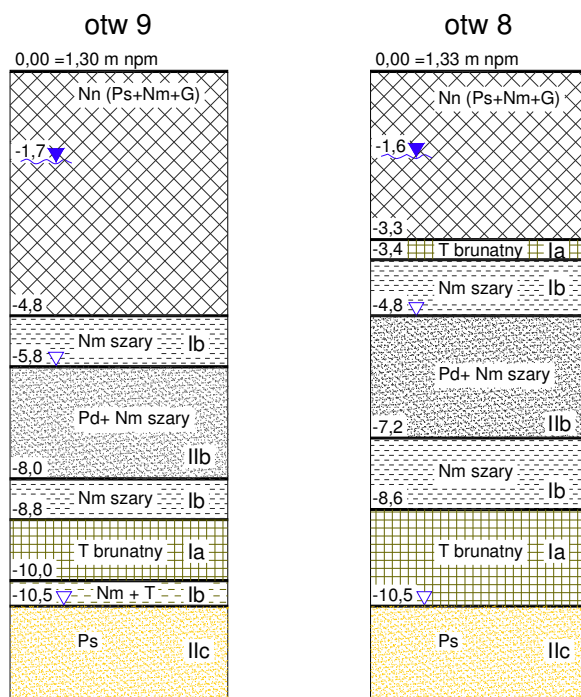 otw 9
0,00 =1,30 m npm
Nn (Ps+Nm+G)
-1,7
-4,8
Nm szary Ib
-5,8
Pd+ Nm szary
IIb
-8,0
Nm szary Ib
-8,8
T brunatny Ia
-10,0
-10,5 Nm + T Ib
Ps IIc
otw 8
0,00 =1,33 m npm
Nn (Ps+Nm+G)
-1,6
-3,3
-3,4 T brunatny Ia
Nm szary Ib
-4,8
Pd+ Nm szary
IIb
-7,2
Nm szary Ib
-8,6
T brunatny Ia
-10,5
Ps IIc